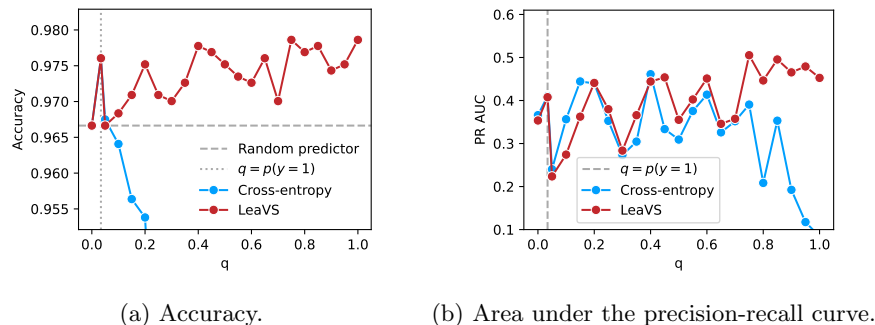 0.980
0.975
0.970
0.965
0.960
0.955
Accuracy
0.0 0.2 0.4 0.6 0.8 1.0
q
Random predictor
q = p(y = 1)
Cross-entropy
LeaVS
(a) Accuracy.
0.6
0.5
0.4
0.3
0.2
0.1
PR AUC
0.0 0.2 0.4 0.6 0.8 1.0
q
q = p(y = 1)
Cross-entropy
LeaVS
(b) Area under the precision-recall curve.